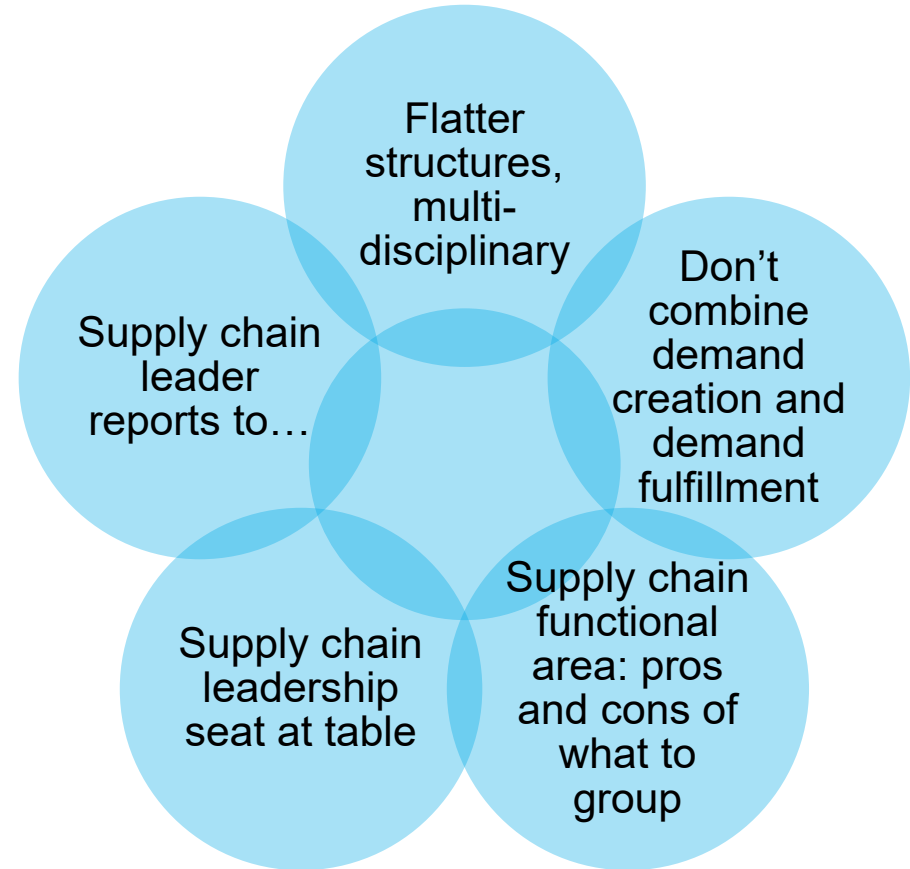 Flatter
structures,
multi-
disciplinary
Don’t
combine
demand
creation and
demand
fulfillment
Supply chain
functional
area: pros
and cons of
what to
group
Supply chain
leadership
seat at table
Supply chain
leader
reports to…